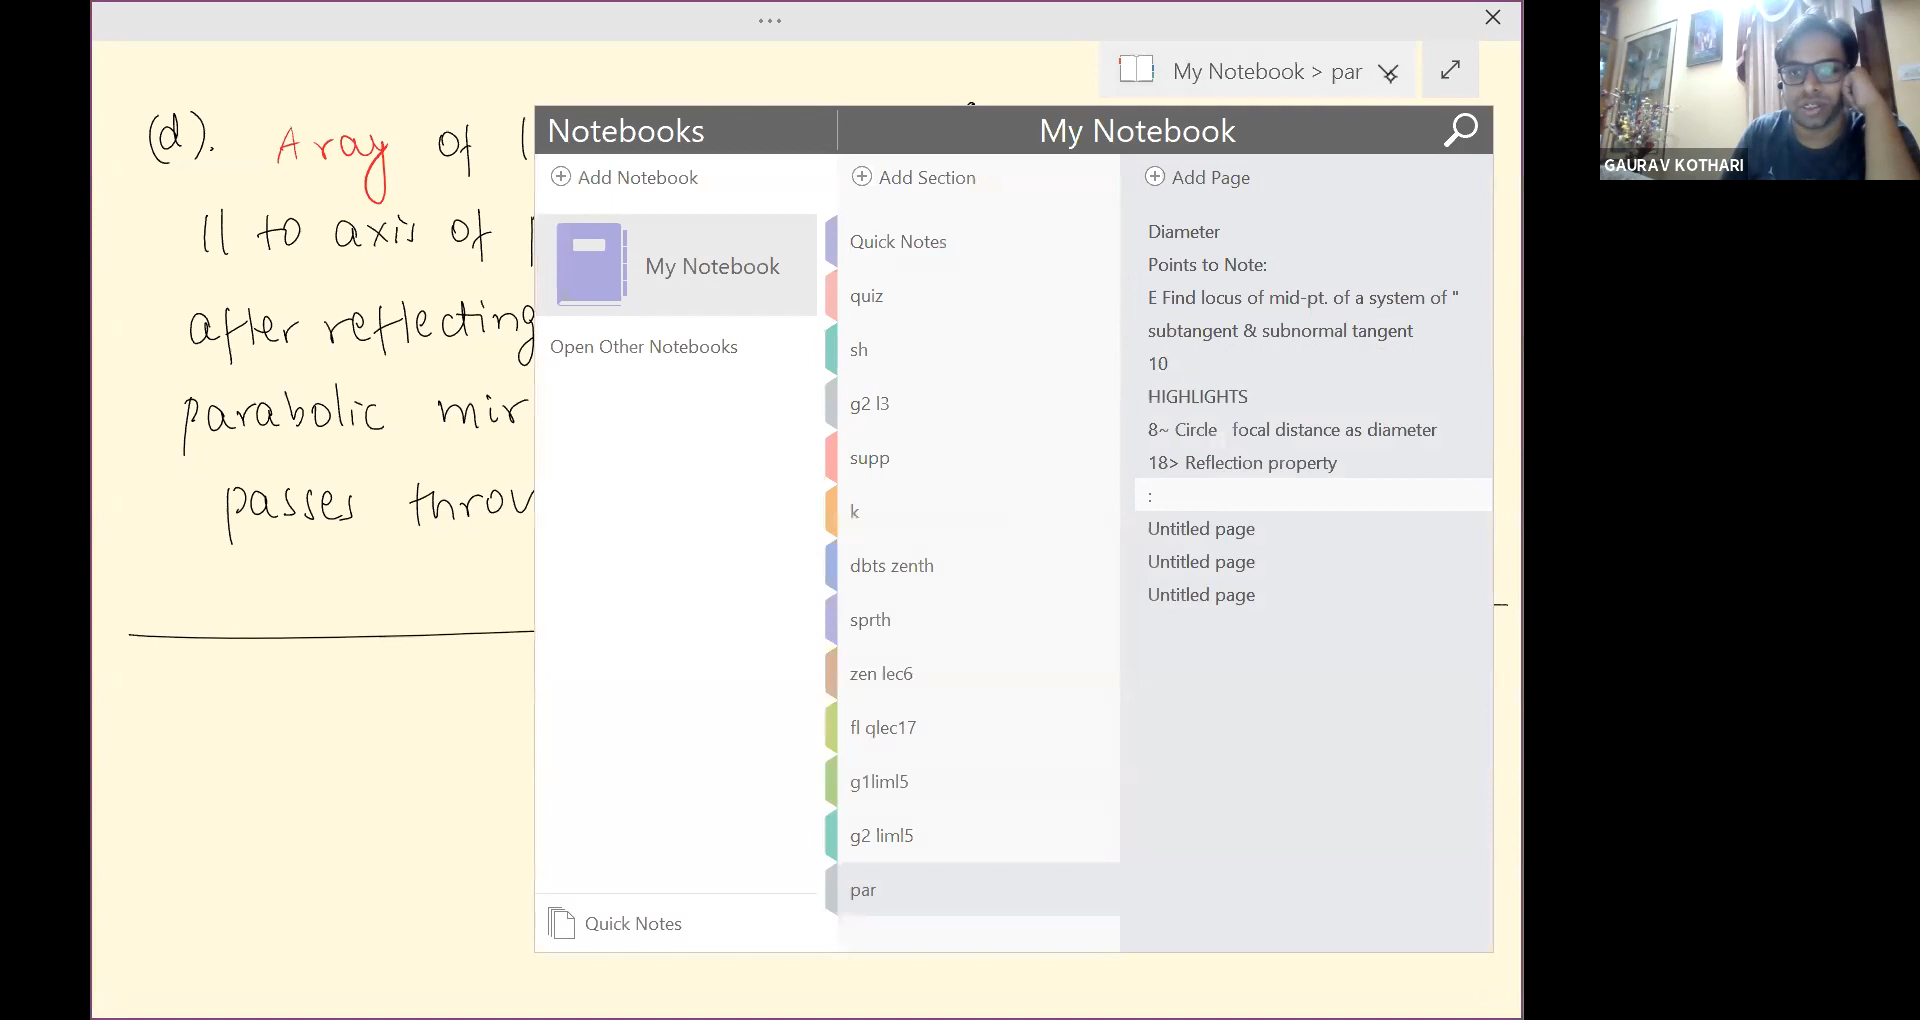 My Notebook > par
(d). A ray of
|| to axis of
after reflecting
parabolic mir
passes throu
Notebooks
My Notebook
Add Notebook
My Notebook
Open Other Notebooks
Quick Notes
Add Section
Quick Notes
quiz
sh
g2 l3
supp
k
dbts zenth
sprth
zen lec6
fl qlec17
g1liml5
g2 liml5
par
Add Page
Diameter
Points to Note:
E Find locus of mid-pt. of a system of "
subtangent & subnormal tangent
10
HIGHLIGHTS
8~ Circle focal distance as diameter
18> Reflection property
:
Untitled page
Untitled page
Untitled page
GAURAV KOTHARI